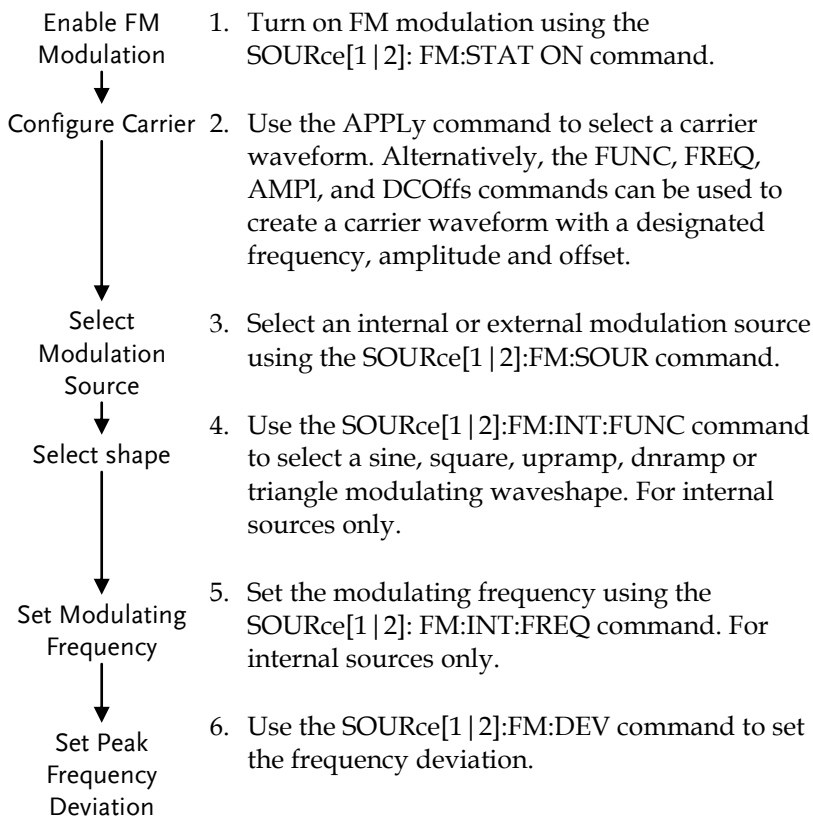 Enable FM
Modulation
1. Turn on FM modulation using the
SOURce[1|2]: FM:STAT ON command.
Configure Carrier
2. Use the APPLy command to select a carrier
waveform. Alternatively, the FUNC, FREQ,
AMPl, and DCOffs commands can be used to
create a carrier waveform with a designated
frequency, amplitude and offset.
Select
Modulation
Source
3. Select an internal or external modulation source
using the SOURce[1|2]:FM:SOUR command.
Select shape
4. Use the SOURce[1|2]:FM:INT:FUNC command
to select a sine, square, upramp, dnramp or
triangle modulating waveshape. For internal
sources only.
Set Modulating
Frequency
5. Set the modulating frequency using the
SOURce[1|2]: FM:INT:FREQ command. For
internal sources only.
Set Peak
Frequency
Deviation
6. Use the SOURce[1|2]:FM:DEV command to set
the frequency deviation.